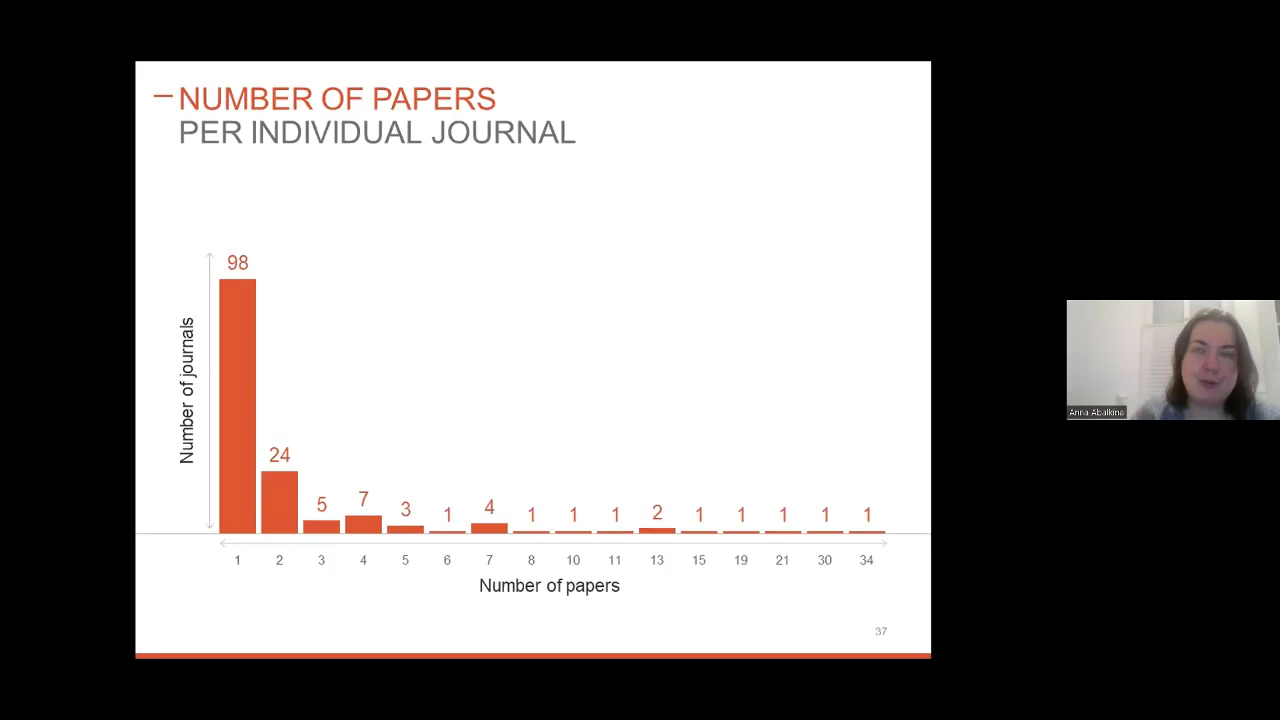 NUMBER OF PAPERS
PER INDIVIDUAL JOURNAL
Number of journals
98
24
5
7
3
1
4
1
1
1
2
1
1
1
1
1
1 2 3 4 5 6 7 8 10 11 13 15 19 21 30 34
Number of papers
37
Anna Abalkina